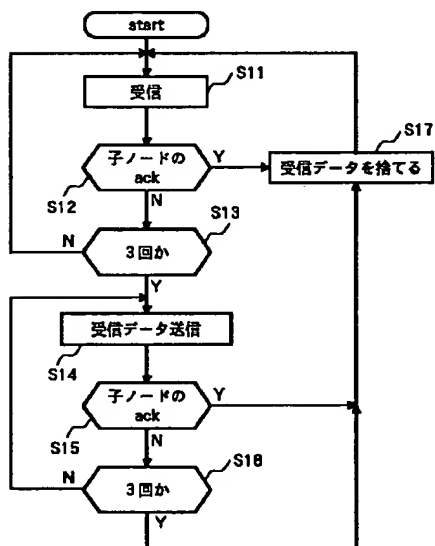 start
S11
受信
S17
子ノードの
ack
Y
受信データを捨てる
S12
N
S13
N
3回か
Y
受信データ送信
S14
子ノードの
ack
Y
S15
N
S16
N
3回か
Y